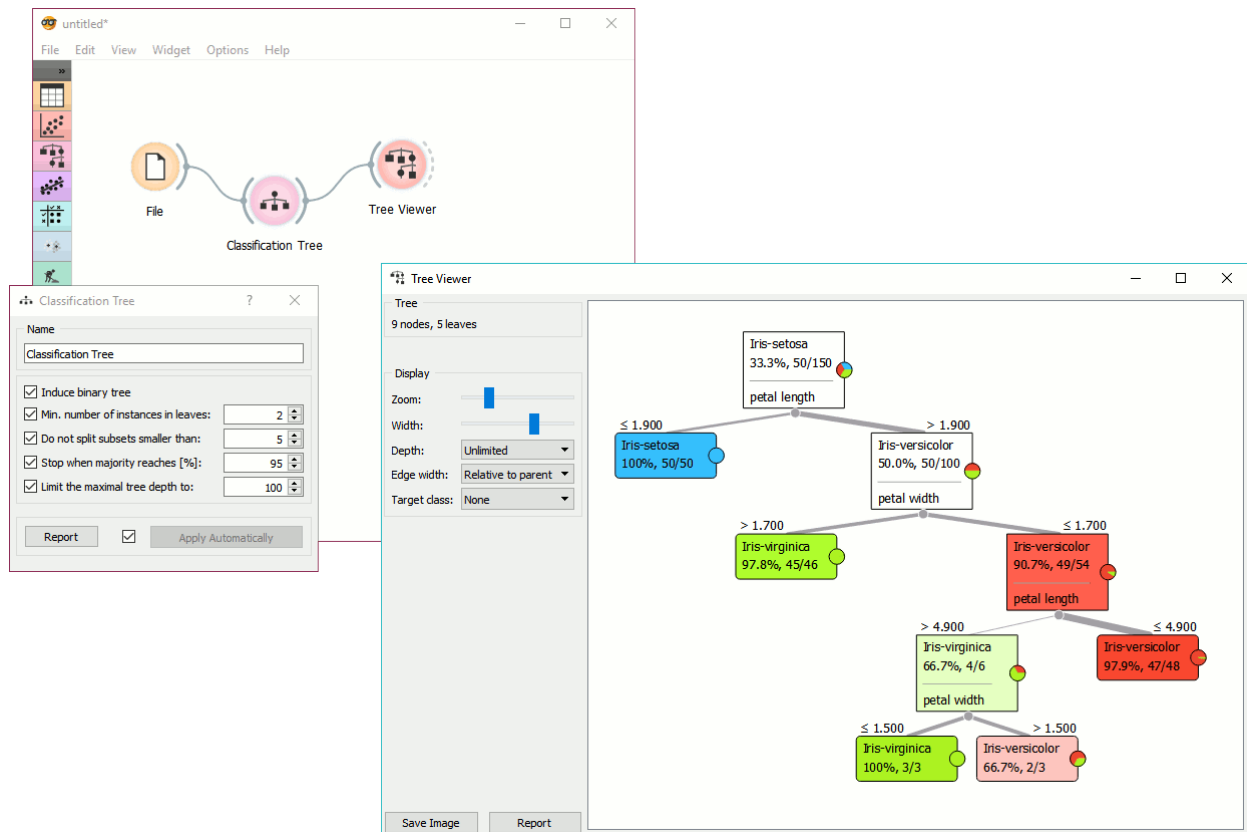 untitled*
File Edit View Widget Options Help
»
File
Classification Tree
Tree Viewer
Classification Tree ?
Name
Classification Tree
Induce binary tree
Min. number of instances in leaves: 2
Do not split subsets smaller than: 5
Stop when majority reaches [%]: 95
Limit the maximal tree depth to: 100
Report Apply Automatically
Tree Viewer
Tree
9 nodes, 5 leaves
Display
Zoom:
Width:
Depth: Unlimited
Edge width: Relative to parent
Target class: None
Save Image Report
Iris-setosa
33.3%, 50/150
petal length
≤ 1.900 > 1.900
Iris-setosa
100%, 50/50
Iris-versicolor
50.0%, 50/100
petal width
> 1.700 ≤ 1.700
Iris-virginica
97.8%, 45/46
Iris-versicolor
90.7%, 49/54
petal length
> 4.900 ≤ 4.900
Iris-virginica
66.7%, 4/6
petal width
Iris-versicolor
97.9%, 47/48
≤ 1.500 > 1.500
Iris-virginica
100%, 3/3
Iris-versicolor
66.7%, 2/3